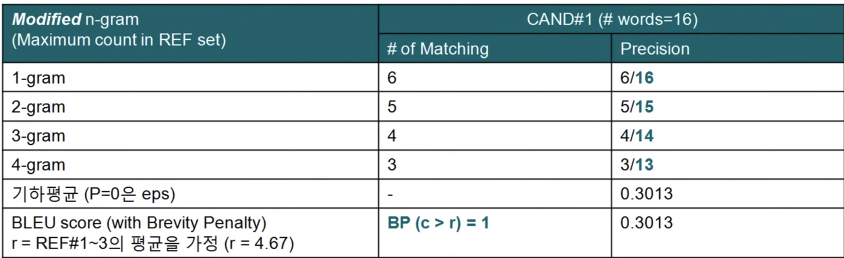 Modified n-gram
(Maximum count in REF set)
CAND#1 (# words=16)
# of Matching
Precision
1-gram
6
6/16
2-gram
5
5/15
3-gram
4
4/14
4-gram
3
3/13
기하평균 (P=0은 eps)
-
0.3013
BLEU score (with Brevity Penalty)
r = REF#1~3의 평균을 가정 (r = 4.67)
BP (c > r) = 1
0.3013